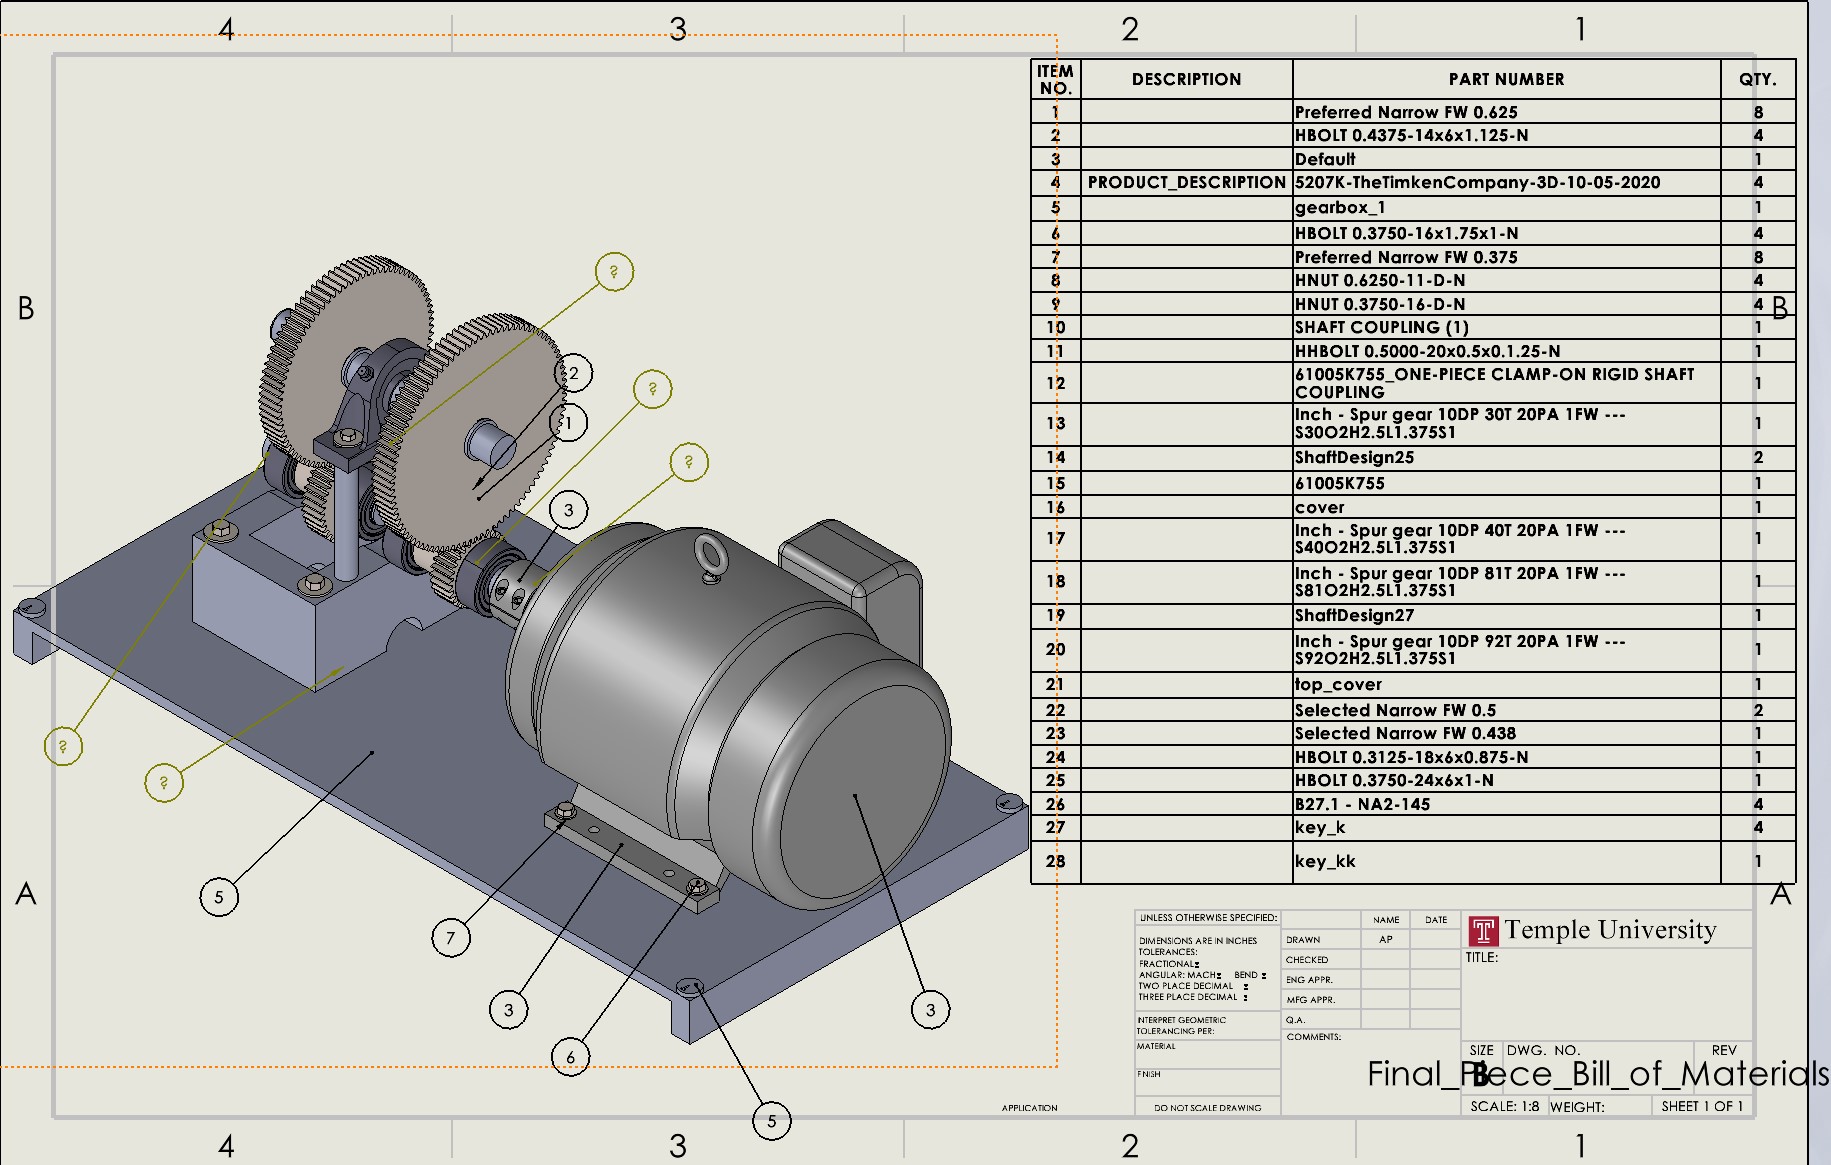 4 3 2 1
ITEM NO. DESCRIPTION PART NUMBER QTY.
1 Preferred Narrow FW 0.625 8
2 HBOLT 0.4375-14x6x1.125-N 4
3 Default 1
4 PRODUCT_DESCRIPTION 5207K-TheTimkenCompany-3D-10-05-2020 4
5 gearbox_1 1
6 HBOLT 0.3750-16x1.75x1-N 4
7 Preferred Narrow FW 0.375 8
8 HNUT 0.6250-11-D-N 4
9 HNUT 0.3750-16-D-N 4
10 SHAFT COUPLING (1) 1
11 HHBOLT 0.5000-20x0.5x0.1.25-N 1
12 61005K755_ONE-PIECE CLAMP-ON RIGID SHAFT
COUPLING 1
13 Inch - Spur gear 10DP 30T 20PA 1FW ---
S30O2H2.5L1.375S1 1
14 ShaftDesign25 2
15 61005K755 1
16 cover 1
17 Inch - Spur gear 10DP 40T 20PA 1FW ---
S40O2H2.5L1.375S1 1
18 Inch - Spur gear 10DP 81T 20PA 1FW ---
S81O2H2.5L1.375S1 1
19 ShaftDesign27 1
20 Inch - Spur gear 10DP 92T 20PA 1FW ---
S92O2H2.5L1.375S1 1
21 top_cover 1
22 Selected Narrow FW 0.5 2
23 Selected Narrow FW 0.438 1
24 HBOLT 0.3125-18x6x0.875-N 1
25 HBOLT 0.3750-24x6x1-N 1
26 B27.1 - NA2-145 4
27 key_k 4
28 key_kk 1
B
B
?
2
?
1
?
3
?
?
5
7
3
6
3
5
A
A
UNLESS OTHERWISE SPECIFIED:
DIMENSIONS ARE IN INCHES
TOLERANCES:
FRACTIONAL±
ANGULAR: MACH± BEND ±
TWO PLACE DECIMAL ±
THREE PLACE DECIMAL ±
INTERPRET GEOMETRIC
TOLERANCING PER:
MATERIAL
FINISH
DO NOT SCALE DRAWING
APPLICATION
NAME DATE
DRAWN AP
CHECKED
ENG APPR.
MFG APPR.
Q.A.
COMMENTS:
T Temple University
TITLE:
SIZE DWG. NO. REV
B
Final_Piece_Bill_of_Materials
SCALE: 1:8 WEIGHT: SHEET 1 OF 1
4 3 2 1